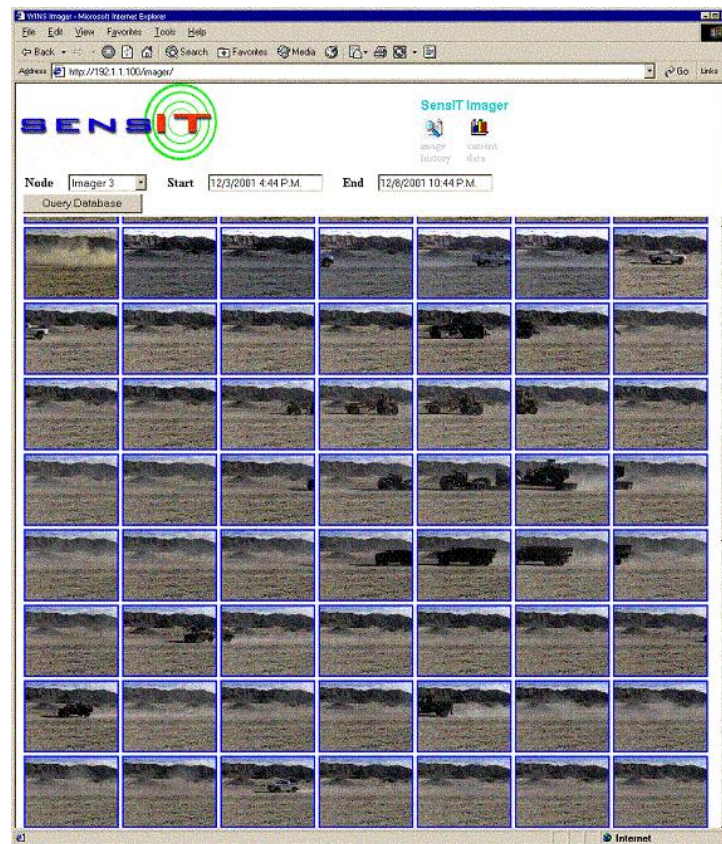 WINS Imager - Microsoft Internet Explorer
File Edit View Favorites Tools Help
Back Search Favorites Media
Address http://192.1.1.100/imager/ Go Links
SENSIT
SensIT Imager
image history
current data
Node Imager 3 Start 12/3/2001 4:44 P.M. End 12/8/2001 10:44 P.M.
Query Database
Internet